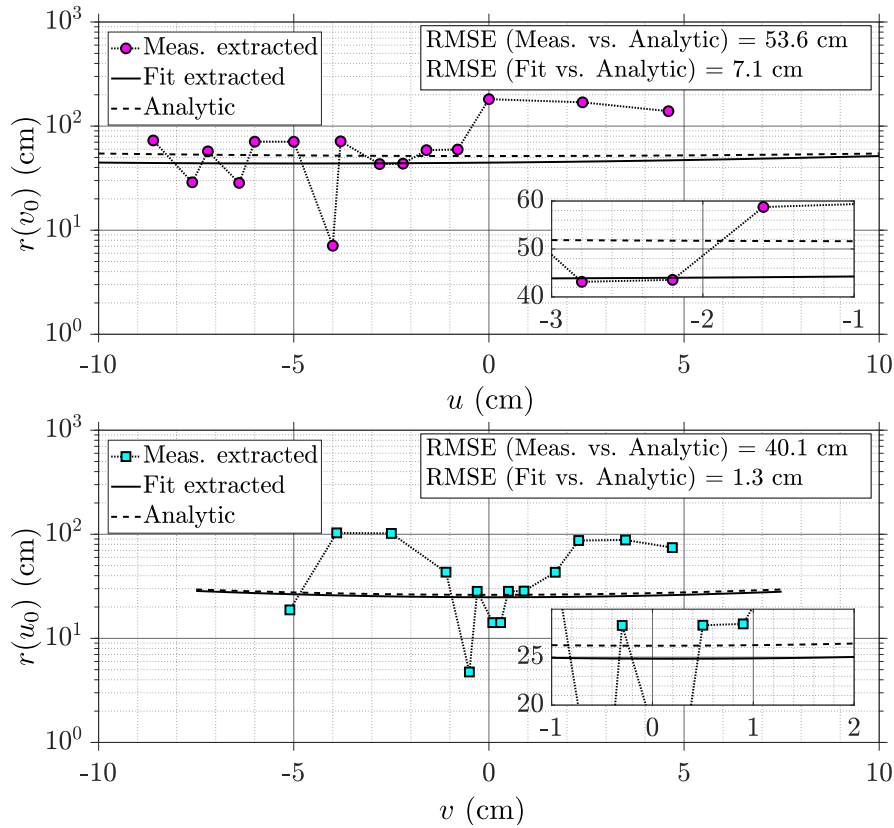 10³
Meas. extracted
Fit extracted
Analytic
RMSE (Meas. vs. Analytic) = 53.6 cm
RMSE (Fit vs. Analytic) = 7.1 cm
10²
r(v₀) (cm)
10¹
10⁰
60
50
40
-3 -2 -1
-10 -5 0 5 10
u (cm)
10³
Meas. extracted
Fit extracted
Analytic
RMSE (Meas. vs. Analytic) = 40.1 cm
RMSE (Fit vs. Analytic) = 1.3 cm
10²
r(u₀) (cm)
10¹
10⁰
25
20
-1 0 1 2
-10 -5 0 5 10
v (cm)